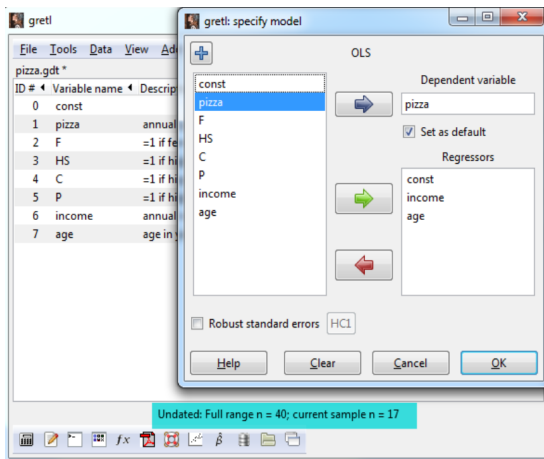 gretl
File Tools Data View Add
pizza.gdt *
ID # Variable name Descrip
0 const
1 pizza annual
2 F =1 if fe
3 HS =1 if hi
4 C =1 if hi
5 P =1 if hi
6 income annual
7 age age in y
Undated: Full range n = 40; current sample n = 17
fx β̂
gretl: specify model
OLS
const
pizza
F
HS
C
P
income
age
Dependent variable
pizza
Set as default
Regressors
const
income
age
Robust standard errors HC1
Help Clear Cancel OK